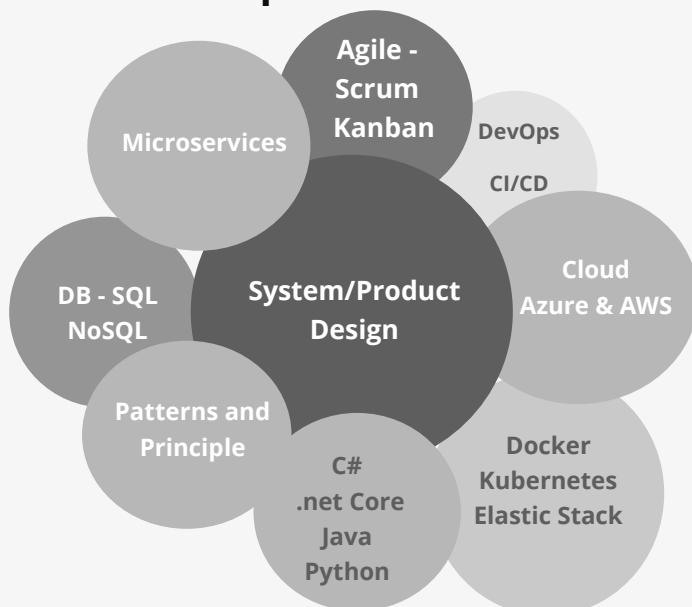 Agile -
Scrum
Kanban
Microservices
DevOps
CI/CD
Cloud
Azure & AWS
DB - SQL
NoSQL
System/Product
Design
Patterns and
Principle
C#
.net Core
Java
Python
Docker
Kubernetes
Elastic Stack